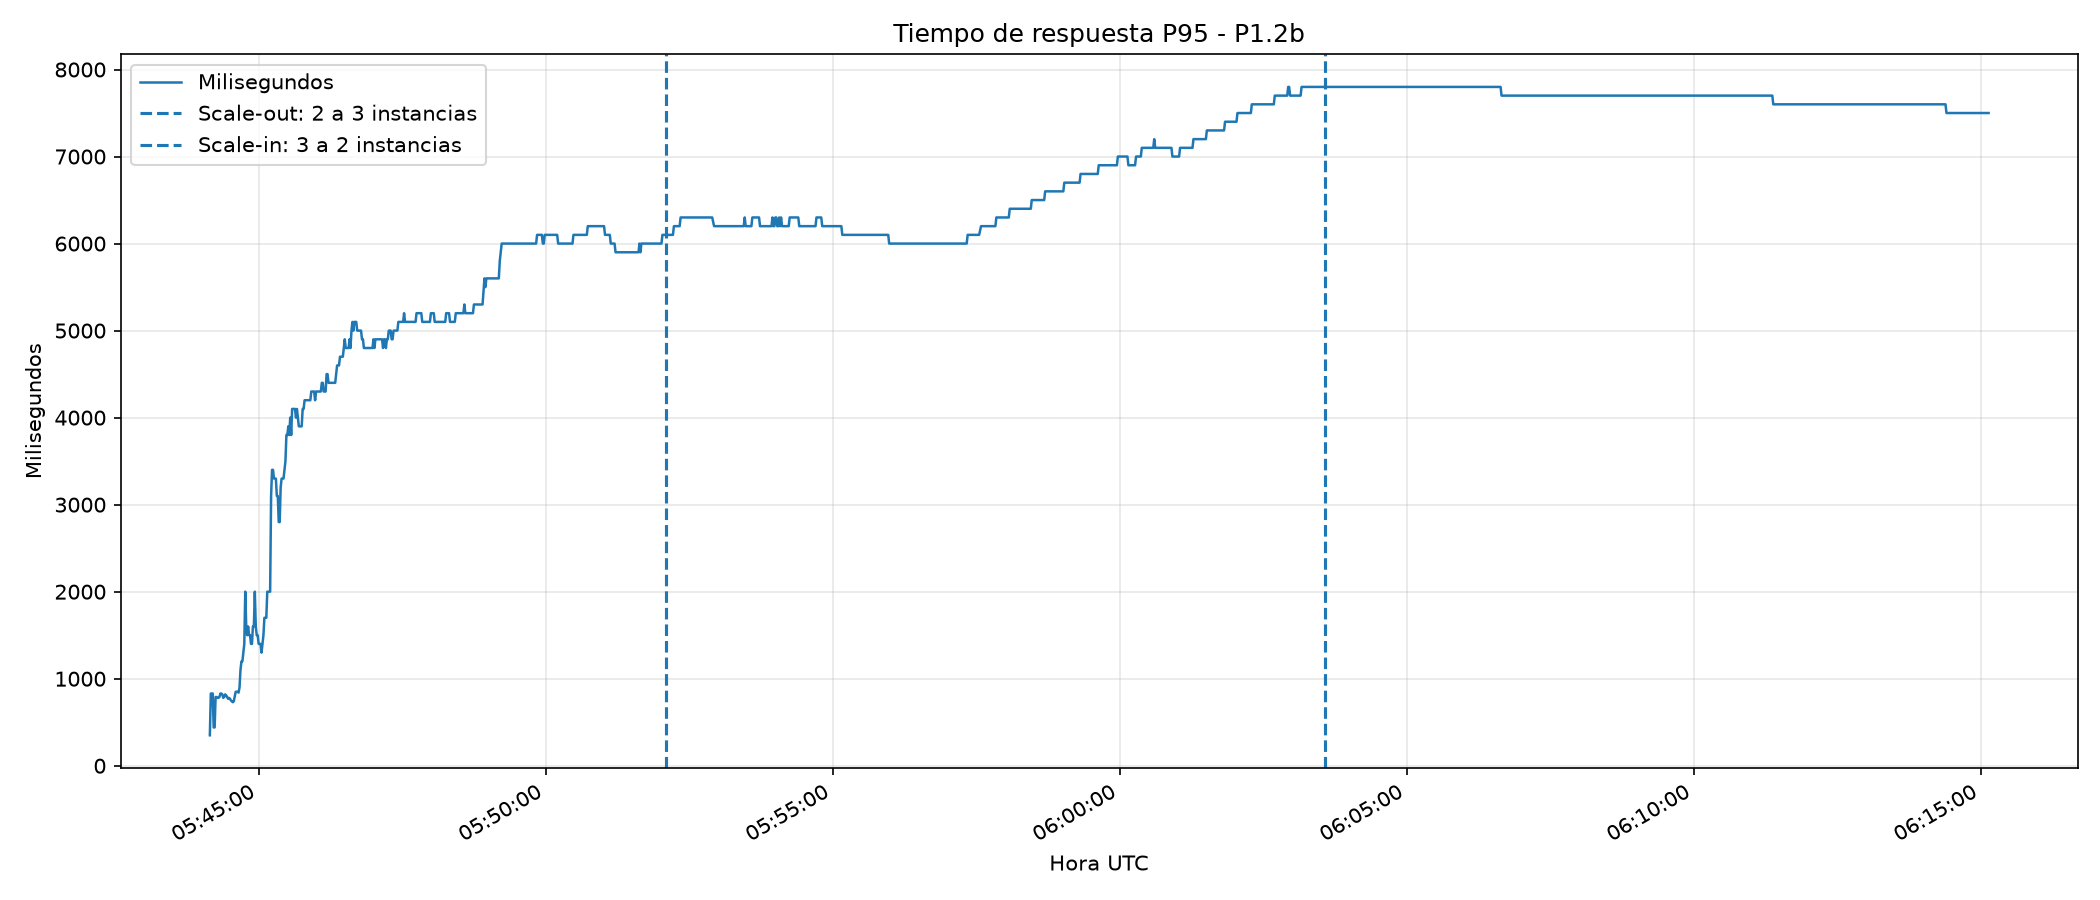 Tiempo de respuesta P95 - P1.2b
Milisegundos
Scale-out: 2 a 3 instancias
Scale-in: 3 a 2 instancias
8000
7000
6000
5000
4000
3000
2000
1000
0
Milisegundos
05:45:00
05:50:00
05:55:00
06:00:00
06:05:00
06:10:00
06:15:00
Hora UTC